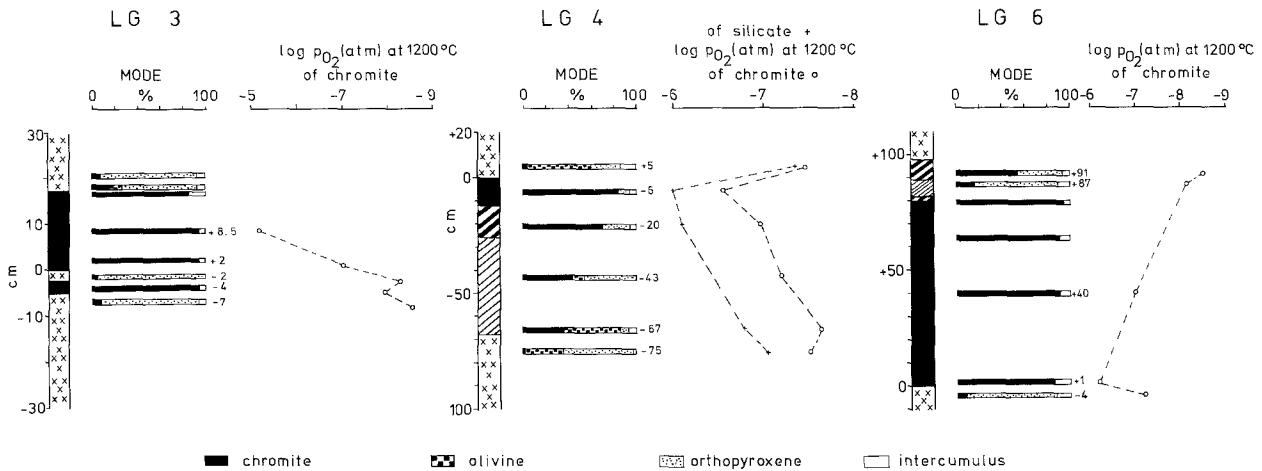 LG 3
log pO2 (atm) at 1200°C
of chromite
MODE
0 % 100
-5 -7 -9
30
10
0
-10
-30
cm
+8.5
+2
-2
-4
-7
LG 4
of silicate +
log pO2 (atm) at 1200°C
of chromite o
MODE
0 % 100
-6 -7 -8
+20
0
-50
100
cm
+5
-6
-20
-43
-67
-75
LG 6
log pO2 (atm) at 1200°C
of chromite
MODE
0 % 100
-6 -7 -8 -9
+100
+50
0
cm
+91
+87
+40
+1
-4
chromite
olivine
orthopyroxene
intercumulus